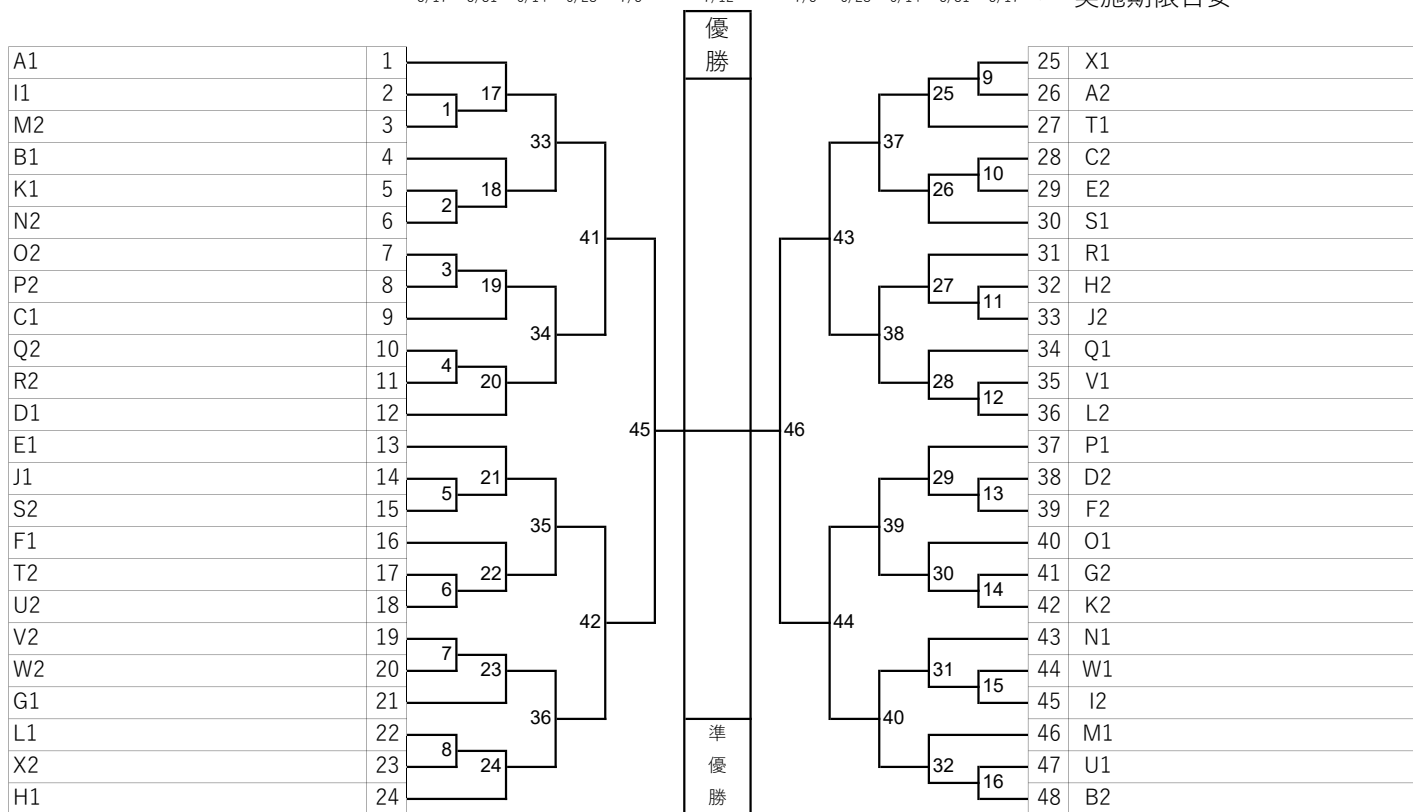 実施期限目安
優
勝
A1 1
I1 2
M2 3
B1 4
K1 5
N2 6
O2 7
P2 8
C1 9
Q2 10
R2 11
D1 12
E1 13
J1 14
S2 15
F1 16
T2 17
U2 18
V2 19
W2 20
G1 21
L1 22
X2 23
H1 24
1
2
3
4
5
6
7
8
17
18
19
20
21
22
23
24
33
34
35
36
41
42
45
46
43
44
37
38
39
40
25
26
27
28
29
30
31
32
9
10
11
12
13
14
15
16
25 X1
26 A2
27 T1
28 C2
29 E2
30 S1
31 R1
32 H2
33 J2
34 Q1
35 V1
36 L2
37 P1
38 D2
39 F2
40 O1
41 G2
42 K2
43 N1
44 W1
45 I2
46 M1
47 U1
48 B2
準
優
勝